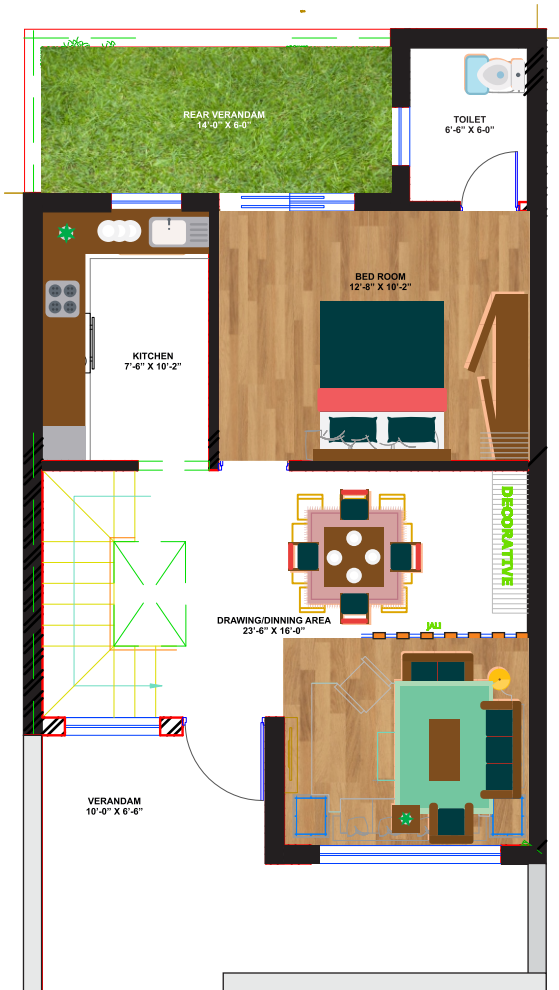 REAR VERANDAM
14'-0" X 6-0"
TOILET
6'-6" X 6-0"
BED ROOM
12'-8" X 10'-2"
KITCHEN
7'-6" X 10'-2"
DECORATIVE
DRAWING/DINNING AREA
23'-6" X 16'-0"
VERANDAM
10'-0" X 6'-6"